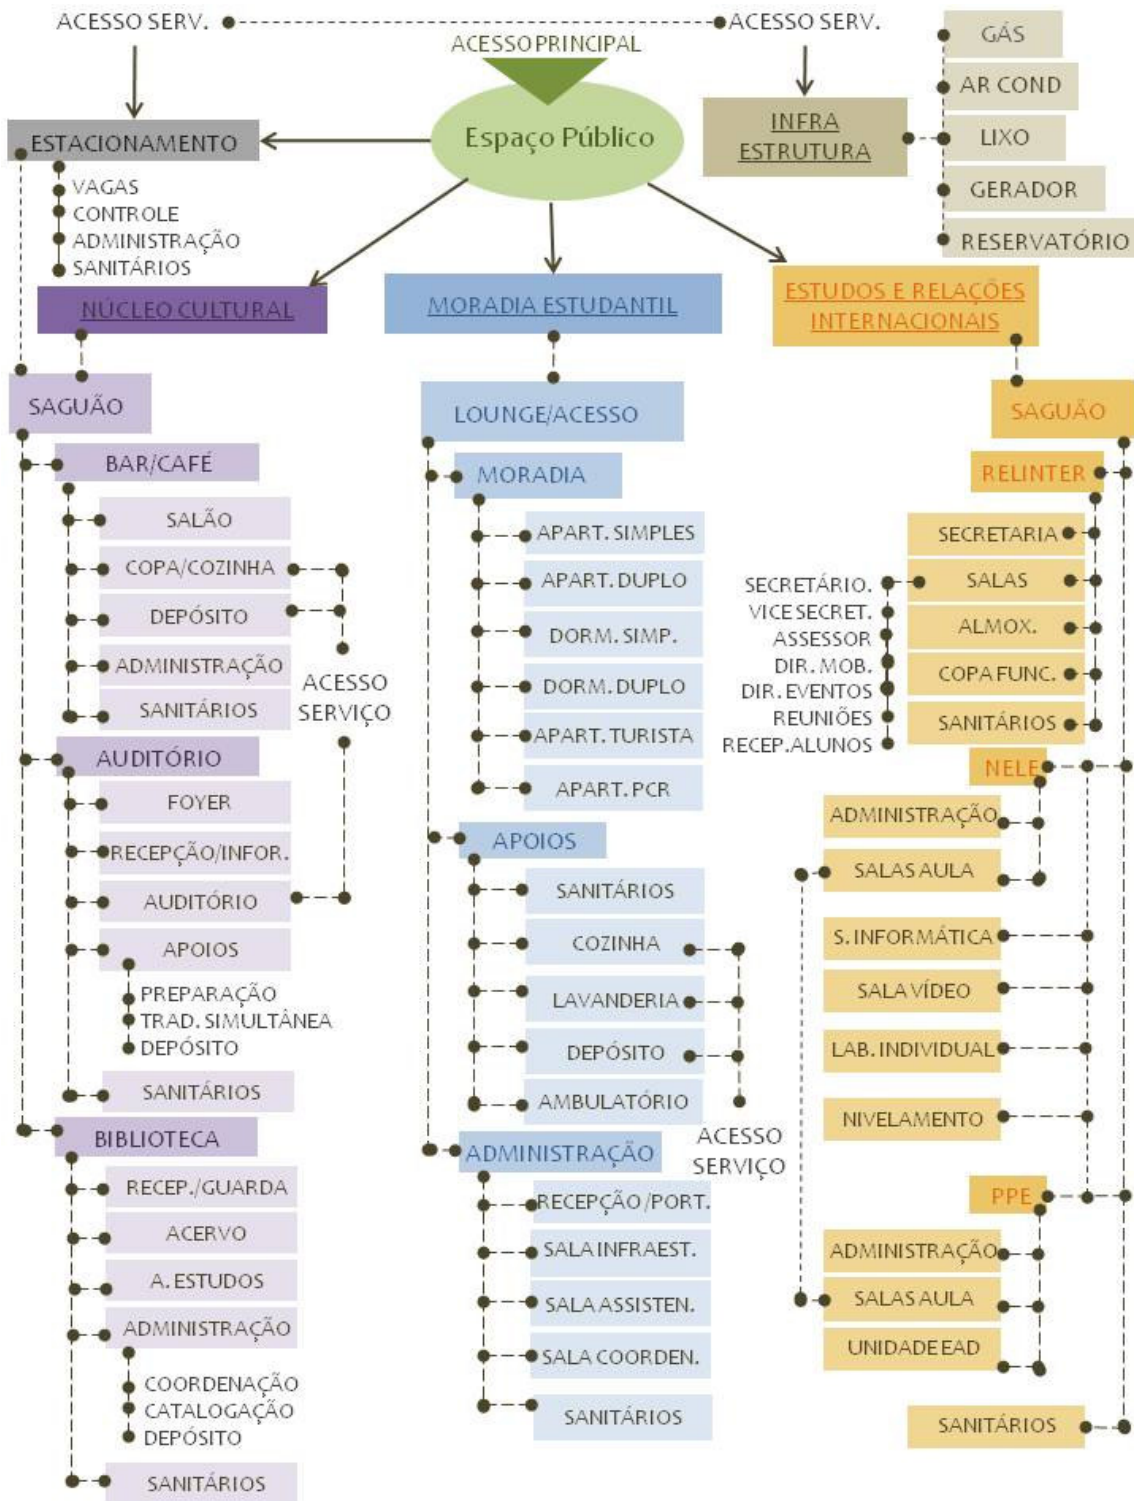 ACESSO SERV.
ACESSO SERV.
ACESSO PRINCIPAL
Espaço Público
ESTACIONAMENTO
VAGAS
CONTROLE
ADMINISTRAÇÃO
SANITÁRIOS
INFRA
ESTRUTURA
GÁS
AR COND
LIXO
GERADOR
RESERVATÓRIO
NÚCLEO CULTURAL
SAGUÃO
BAR/CAFÉ
SALÃO
COPA/COZINHA
DEPÓSITO
ADMINISTRAÇÃO
SANITÁRIOS
ACESSO
SERVIÇO
AUDITÓRIO
FOYER
RECEPÇÃO/INFOR.
AUDITÓRIO
APOIOS
PREPARAÇÃO
TRAD. SIMULTÂNEA
DEPÓSITO
SANITÁRIOS
BIBLIOTECA
RECEP./GUARDA
ACERVO
A. ESTUDOS
ADMINISTRAÇÃO
COORDENAÇÃO
CATALOGAÇÃO
DEPÓSITO
SANITÁRIOS
MORADIA ESTUDANTIL
LOUNGE/ACESSO
MORADIA
APART. SIMPLES
APART. DUPLO
DORM. SIMP.
DORM. DUPLO
APART. TURISTA
APART. PCR
APOIOS
SANITÁRIOS
COZINHA
LAVANDERIA
DEPÓSITO
AMBULATÓRIO
ACESSO
SERVIÇO
ADMINISTRAÇÃO
RECEPÇÃO/PORT.
SALA INFRAEST.
SALA ASSISTEN.
SALA COORDEN.
SANITÁRIOS
ESTUDOS E RELAÇÕES
INTERNACIONAIS
SAGUÃO
RELINTER
SECRETARIA
SALAS
SECRETÁRIO.
VICE SECRET.
ASSESSOR
DIR. MOB.
DIR. EVENTOS
REUNIÕES
RECEP.ALUNOS
ALMOX.
COPA FUNC.
SANITÁRIOS
NELE
ADMINISTRAÇÃO
SALAS AULA
S. INFORMÁTICA
SALA VÍDEO
LAB. INDIVIDUAL
NIVELAMENTO
PPE
ADMINISTRAÇÃO
SALAS AULA
UNIDADE EAD
SANITÁRIOS